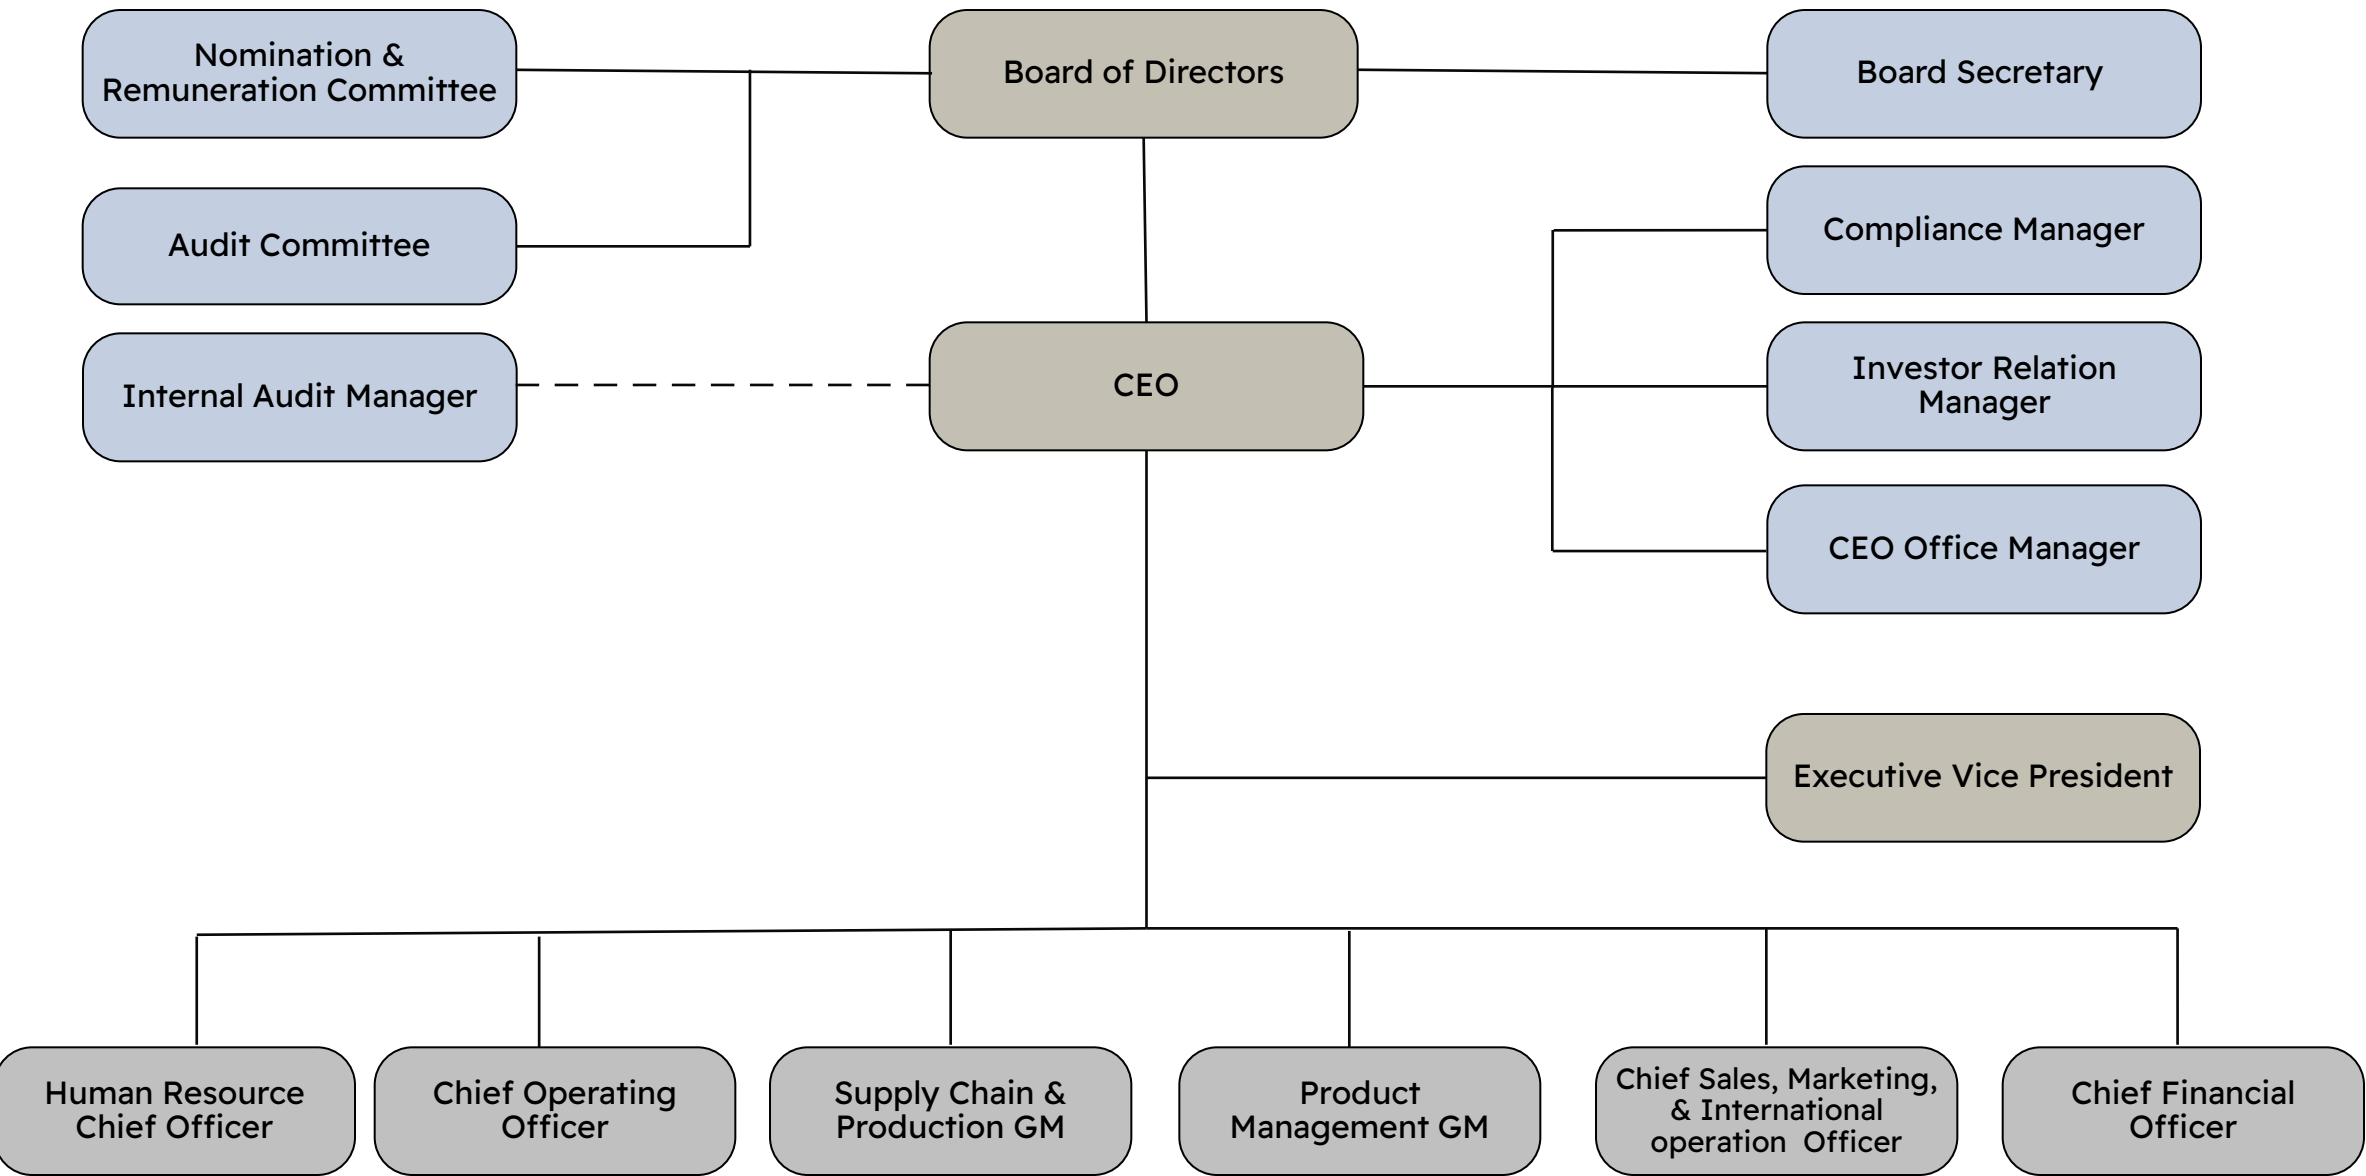 Nomination &
Remuneration Committee
Board of Directors
Board Secretary
Audit Committee
Compliance Manager
Internal Audit Manager
CEO
Investor Relation
Manager
CEO Office Manager
Executive Vice President
Human Resource
Chief Officer
Chief Operating
Officer
Supply Chain &
Production GM
Product
Management GM
Chief Sales, Marketing,
& International
operation  Officer
Chief Financial
Officer